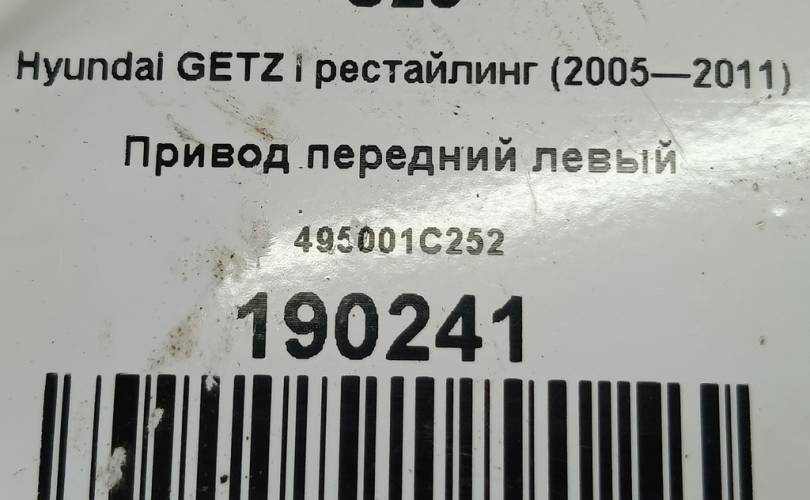 Hyundai GETZ I рестайлинг (2005—2011)
Привод передний левый
495001C252
190241